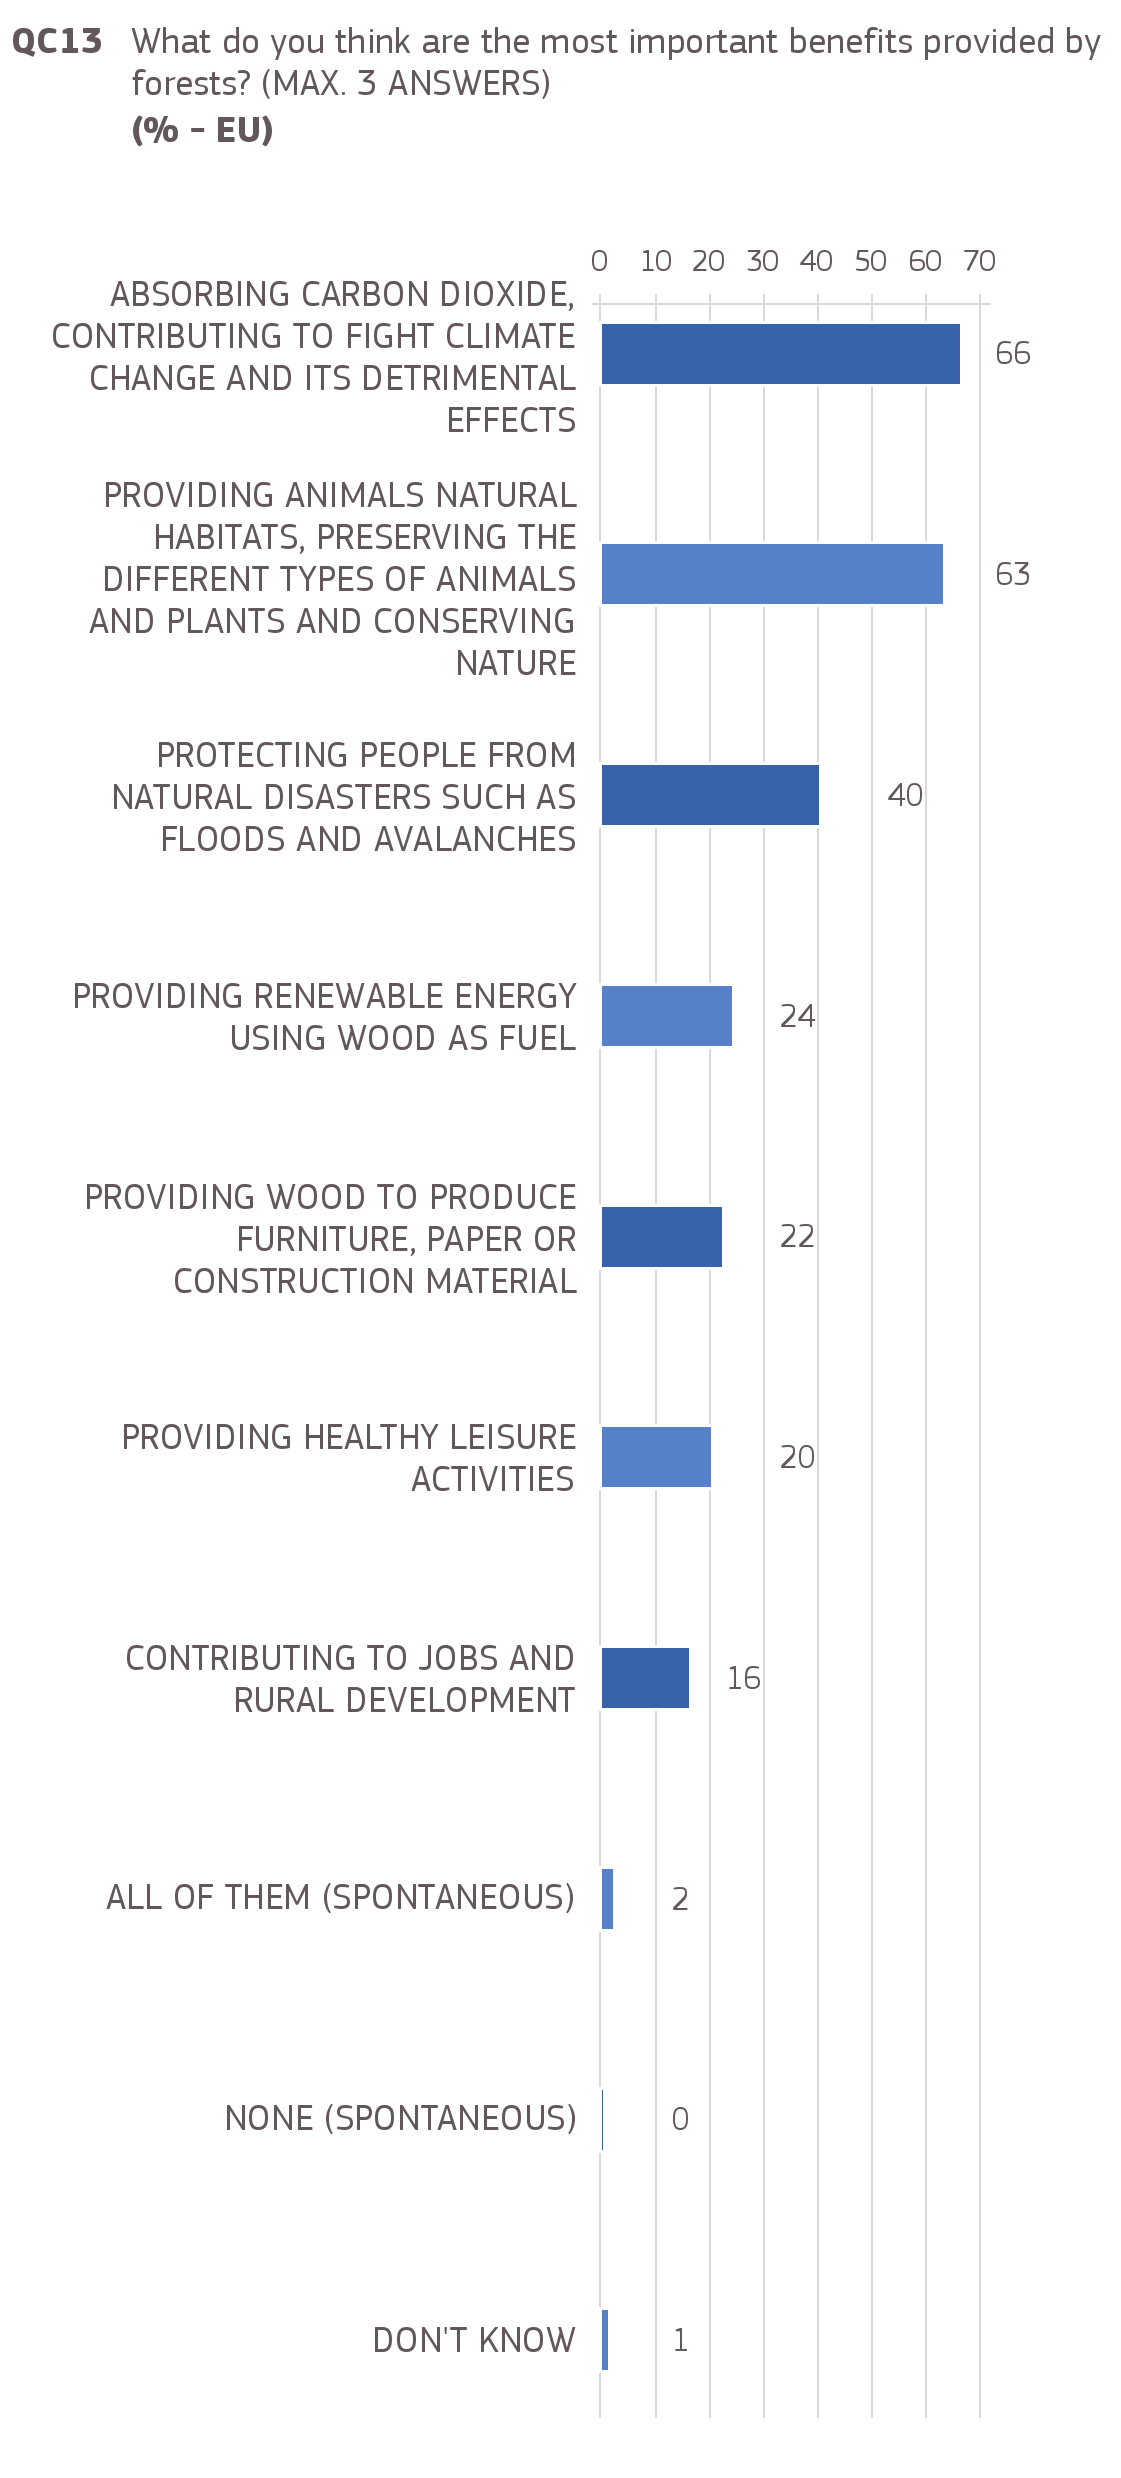 QC13 What do you think are the most important benefits provided by
forests? (MAX. 3 ANSWERS)
(% - EU)
0 10 20 30 40 50 60 70
ABSORBING CARBON DIOXIDE,
CONTRIBUTING TO FIGHT CLIMATE
CHANGE AND ITS DETRIMENTAL
EFFECTS
66
PROVIDING ANIMALS NATURAL
HABITATS, PRESERVING THE
DIFFERENT TYPES OF ANIMALS
AND PLANTS AND CONSERVING
NATURE
63
PROTECTING PEOPLE FROM
NATURAL DISASTERS SUCH AS
FLOODS AND AVALANCHES
40
PROVIDING RENEWABLE ENERGY
USING WOOD AS FUEL
24
PROVIDING WOOD TO PRODUCE
FURNITURE, PAPER OR
CONSTRUCTION MATERIAL
22
PROVIDING HEALTHY LEISURE
ACTIVITIES
20
CONTRIBUTING TO JOBS AND
RURAL DEVELOPMENT
16
ALL OF THEM (SPONTANEOUS)
2
NONE (SPONTANEOUS)
0
DON'T KNOW
1